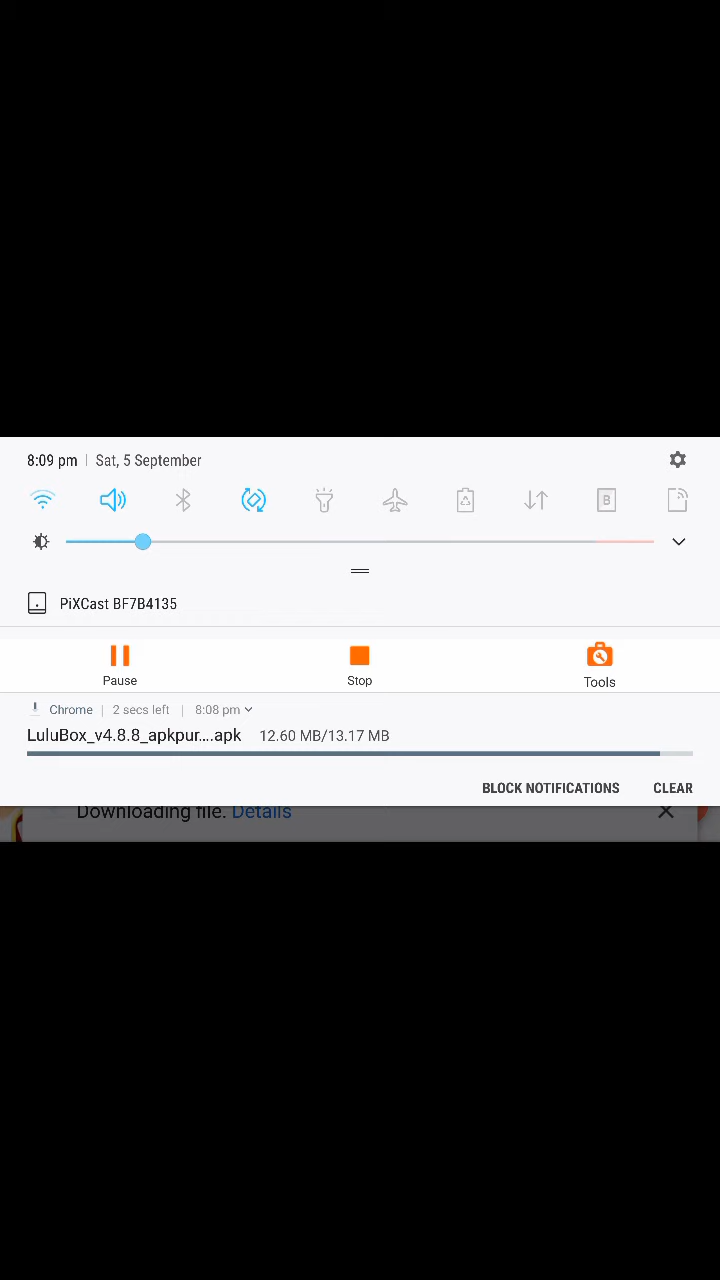 8:09 pm | Sat, 5 September
B
PiXCast BF7B4135
Pause Stop Tools
Chrome | 2 secs left | 8:08 pm
LuluBox_v4.8.8_apkpur....apk 12.60 MB/13.17 MB
BLOCK NOTIFICATIONS CLEAR
Downloading file. Details